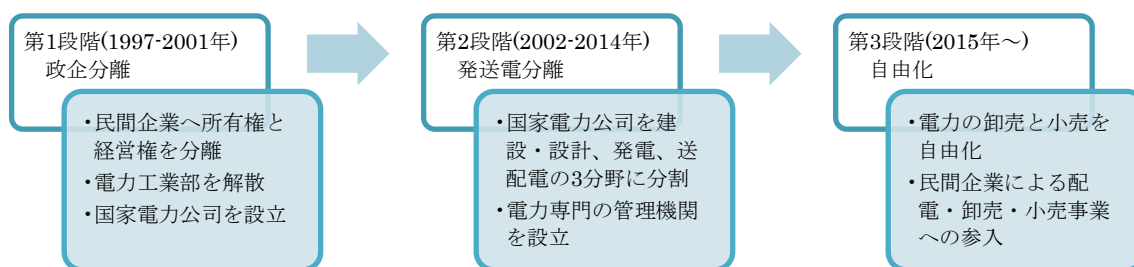 第1段階(1997-2001年)
政企分離
・民間企業へ所有権と
経営権を分離
・電力工業部を解散
・国家電力公司を設立
第2段階(2002-2014年)
発送電分離
・国家電力公司を建
設・設計、発電、送
配電の3分野に分割
・電力専門の管理機関
を設立
第3段階(2015年～)
自由化
・電力の卸売と小売を
自由化
・民間企業による配
電・卸売・小売事業
への参入